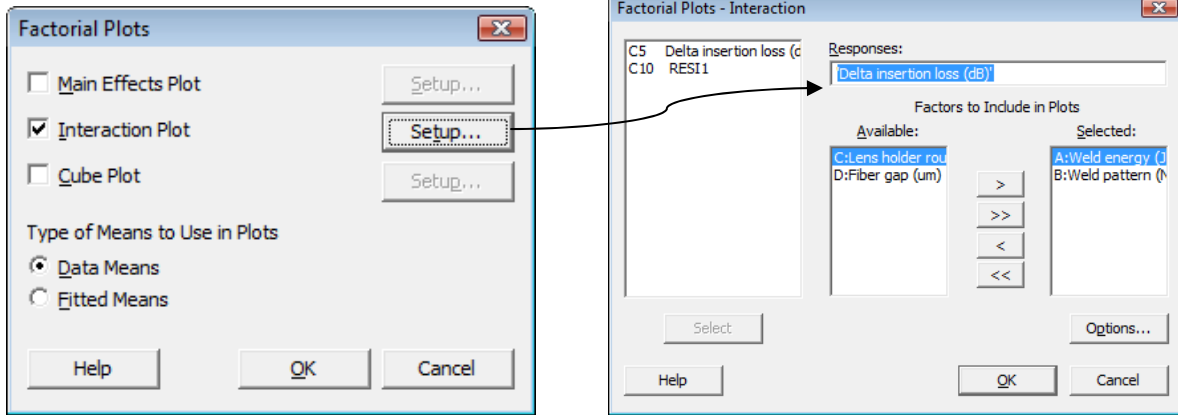 Factorial Plots
Main Effects Plot
Setup...
Interaction Plot
Setup...
Cube Plot
Setup...
Type of Means to Use in Plots
Data Means
Fitted Means
Help
OK
Cancel
Factorial Plots - Interaction
C5 Delta insertion loss (d
C10 RESI1
Responses:
'Delta insertion loss (dB)'
Factors to Include in Plots
Available:
Selected:
C:Lens holder rou
D:Fiber gap (um)
>
>>
<
<<
A:Weld energy (J
B:Weld pattern (N
Select
Options...
Help
OK
Cancel